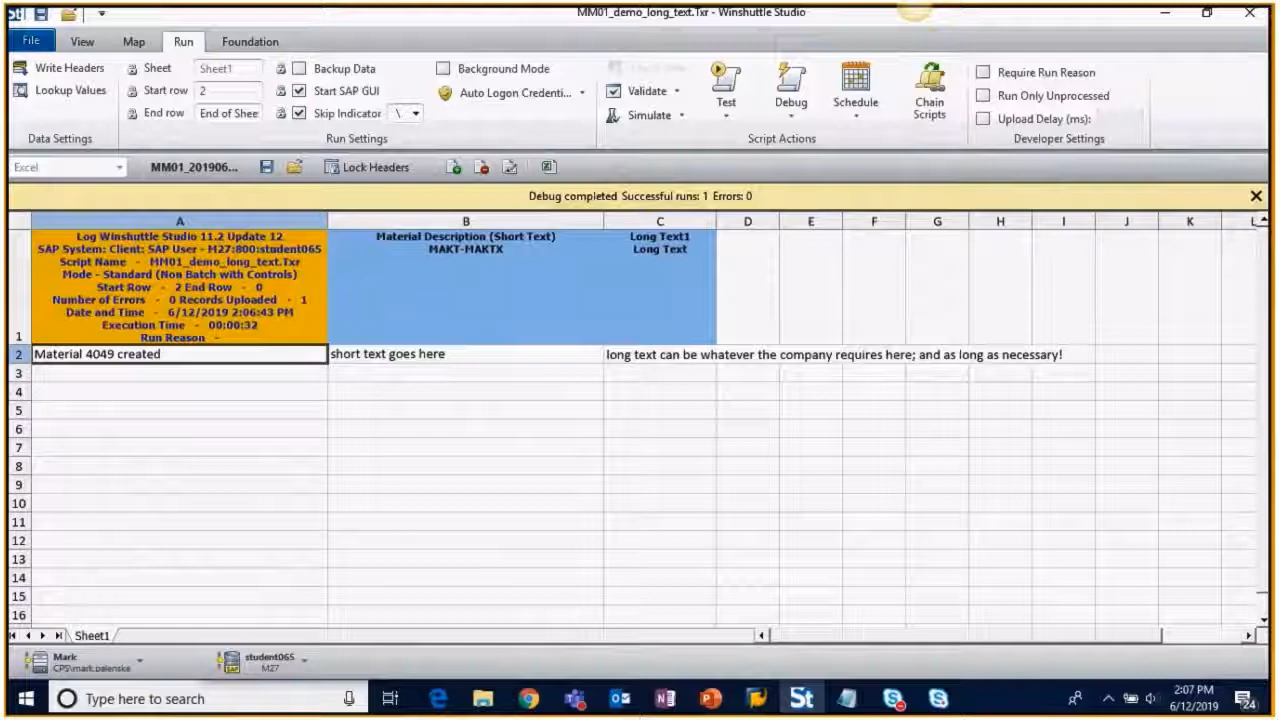 St
MM01_demo_long_text.Txr - Winshuttle Studio
File View Map Run Foundation
Write Headers Sheet Sheet1 Backup Data Background Mode Require Run Reason
Lookup Values Start row 2 Start SAP GUI Auto Logon Credenti... Validate Test Debug Schedule Chain Scripts Run Only Unprocessed
End row End of Shee Skip Indicator \ Simulate Upload Delay (ms):
Data Settings Run Settings Script Actions Developer Settings
Excel MM01_201906... Lock Headers
Debug completed Successful runs: 1 Errors: 0
A B C D E F G H I J K L
Log Winshuttle Studio 11.2 Update 12 Material Description (Short Text) Long Text1
SAP System: Client: SAP User - M27:800:student065 MAKT-MAKTX Long Text
Script Name - MM01_demo_long_text.Txr
Mode - Standard (Non Batch with Controls)
Start Row - 2 End Row - 0
Number of Errors - 0 Records Uploaded - 1
Date and Time - 6/12/2019 2:06:43 PM
Execution Time - 00:00:32
1 Run Reason -
2 Material 4049 created short text goes here long text can be whatever the company requires here; and as long as necessary!
3
4
5
6
7
8
9
10
11
12
13
14
15
16
Sheet1
Mark student065
CPS\mark.palenske M27
Type here to search 2:07 PM
6/12/2019 24